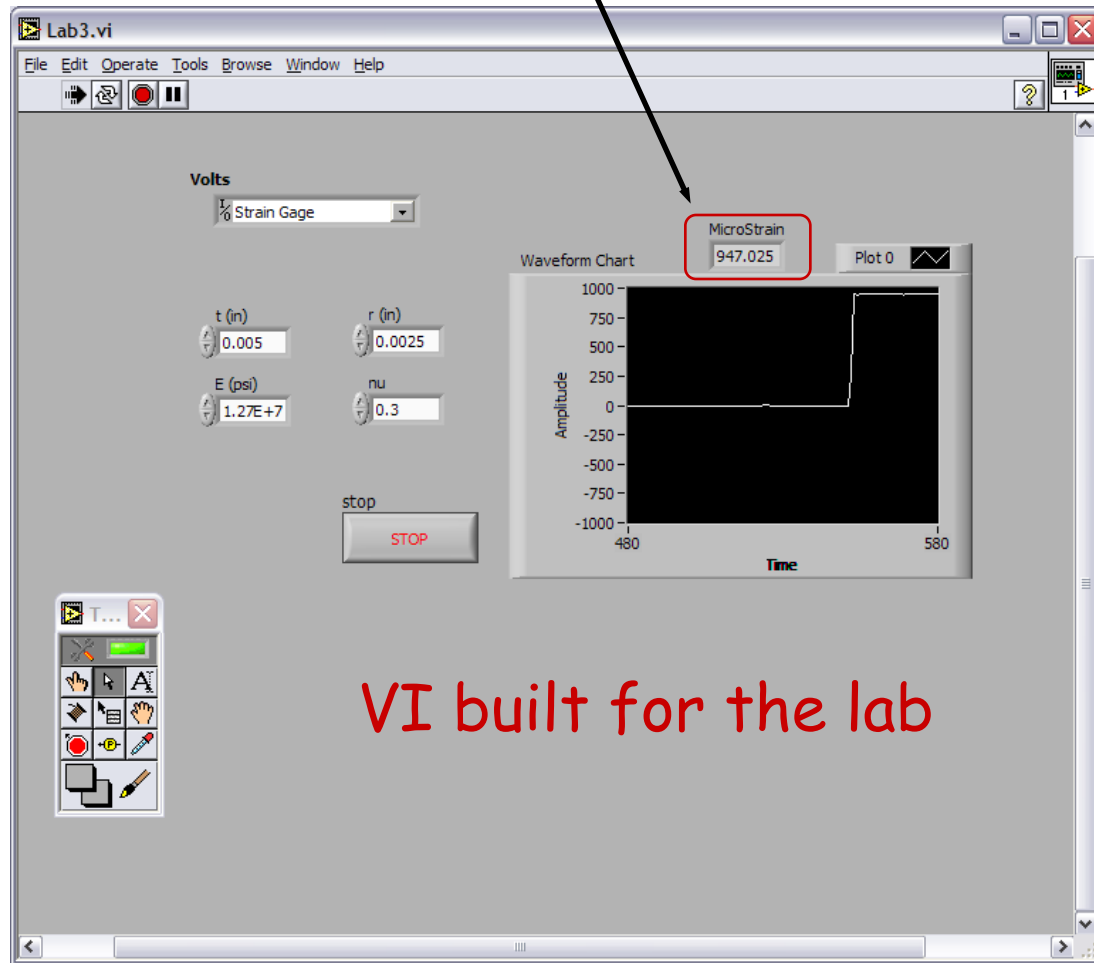 Lab3.vi
File Edit Operate Tools Browse Window Help
1
Volts
I/O Strain Gage
MicroStrain
947.025
Waveform Chart
Plot 0
t (in)
0.005
r (in)
0.0025
E (psi)
1.27E+7
nu
0.3
1000
750
500
250
0
-250
-500
-750
-1000
Amplitude
480
580
Time
stop
STOP
T...
A
P
VI built for the lab